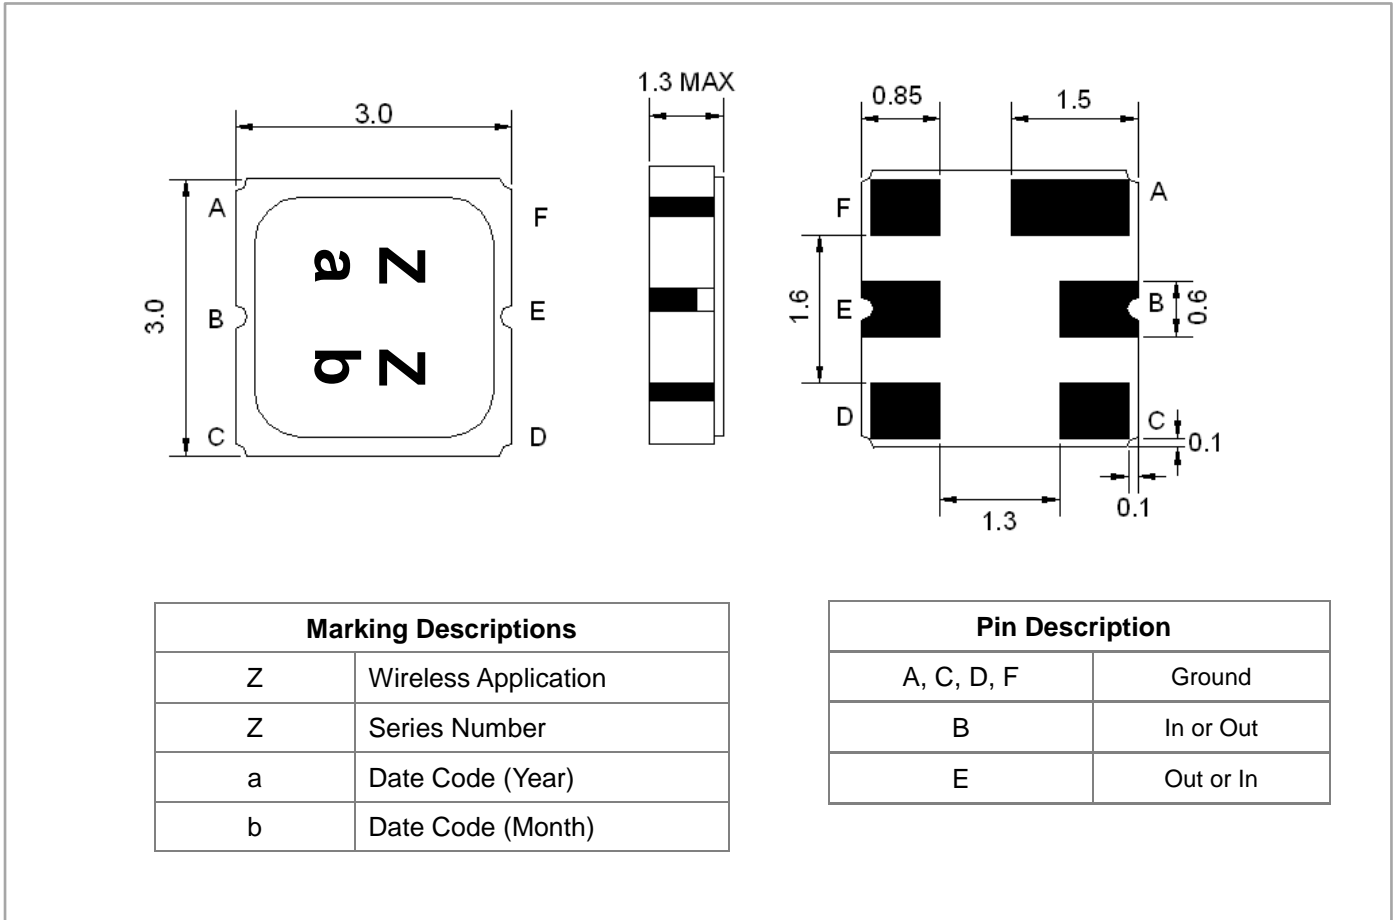 1.3 MAX
3.0
0.85
1.5
A
F
F
A
Z
a
3.0
B
E
1.6
E
B
0.6
Z
b
C
D
D
C
0.1
0.1
1.3
Marking Descriptions
Z Wireless Application
Z Series Number
a Date Code (Year)
b Date Code (Month)
Pin Description
A, C, D, F Ground
B In or Out
E Out or In